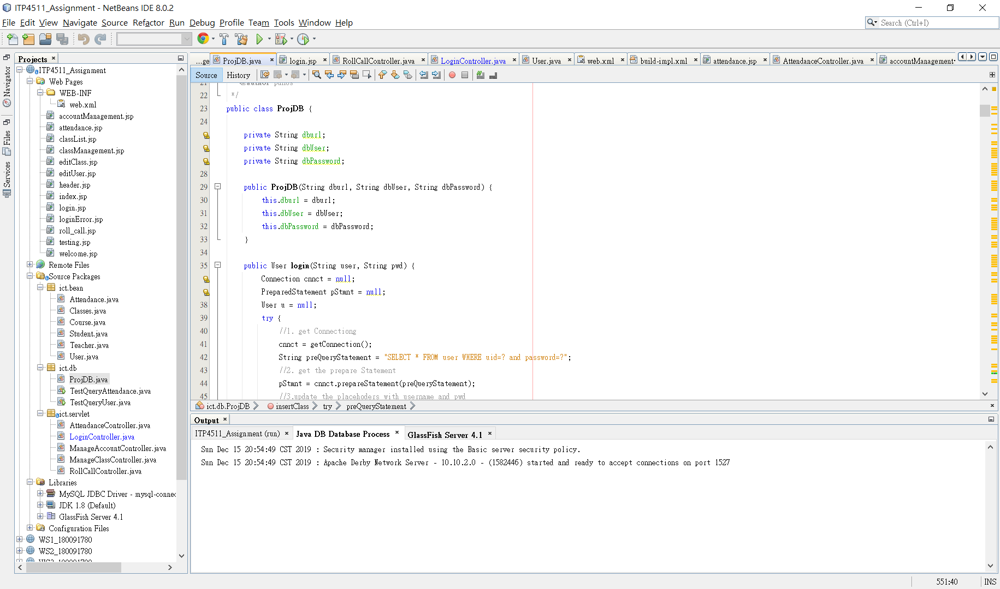 ITP4511_Assignment - NetBeans IDE 8.0.2
File Edit View Navigate Source Refactor Run Debug Profile Team Tools Window Help
Search (Ctrl+I)
Navigator
Files
Services
Projects
ITP4511_Assignment
Web Pages
WEB-INF
web.xml
accountManagement.jsp
attendance.jsp
classList.jsp
classManagement.jsp
editClass.jsp
editUser.jsp
header.jsp
index.jsp
login.jsp
loginError.jsp
roll_call.jsp
testing.jsp
welcome.jsp
Remote Files
Source Packages
ict.bean
Attendance.java
Classes.java
Course.java
Student.java
Teacher.java
User.java
ict.db
ProjDB.java
TestQueryAttendance.java
TestQueryUser.java
ict.servlet
AttendanceController.java
LoginController.java
ManageAccountController.java
ManageClassController.java
RollCallController.java
Libraries
MySQL JDBC Driver - mysql-connec
JDK 1.8 (Default)
GlassFish Server 4.1
Configuration Files
WS1_180091780
WS2_180091780
...ge ProjDB.java login.jsp RollCallController.java LoginController.java User.java web.xml build-impl.xml attendance.jsp AttendanceController.java accountManagement
Source History
21 @author
22 */
23 public class ProjDB {
24
private String dburl;
private String dbUser;
private String dbPassword;
28
29 public ProjDB(String dburl, String dbUser, String dbPassword) {
30 this.dburl = dburl;
31 this.dbUser = dbUser;
32 this.dbPassword = dbPassword;
33 }
34
35 public User login(String user, String pwd) {
Connection cnnct = null;
PreparedStatement pStmnt = null;
38 User u = null;
39 try {
40 //1. get Connectiong
41 cnnct = getConnection();
42 String preQueryStatement = "SELECT * FROM user WHERE uid=? and password=?";
43 //2. get the prepare Statement
44 pStmnt = cnnct.prepareStatement(preQueryStatement);
45 //3.update the placehoders with username and pwd
ict.db.ProjDB insertClass try preQueryStatement
Output
ITP4511_Assignment (run) Java DB Database Process GlassFish Server 4.1
Sun Dec 15 20:54:49 CST 2019 : Security manager installed using the Basic server security policy.
Sun Dec 15 20:54:49 CST 2019 : Apache Derby Network Server - 10.10.2.0 - (1582446) started and ready to accept connections on port 1527
551:40 INS